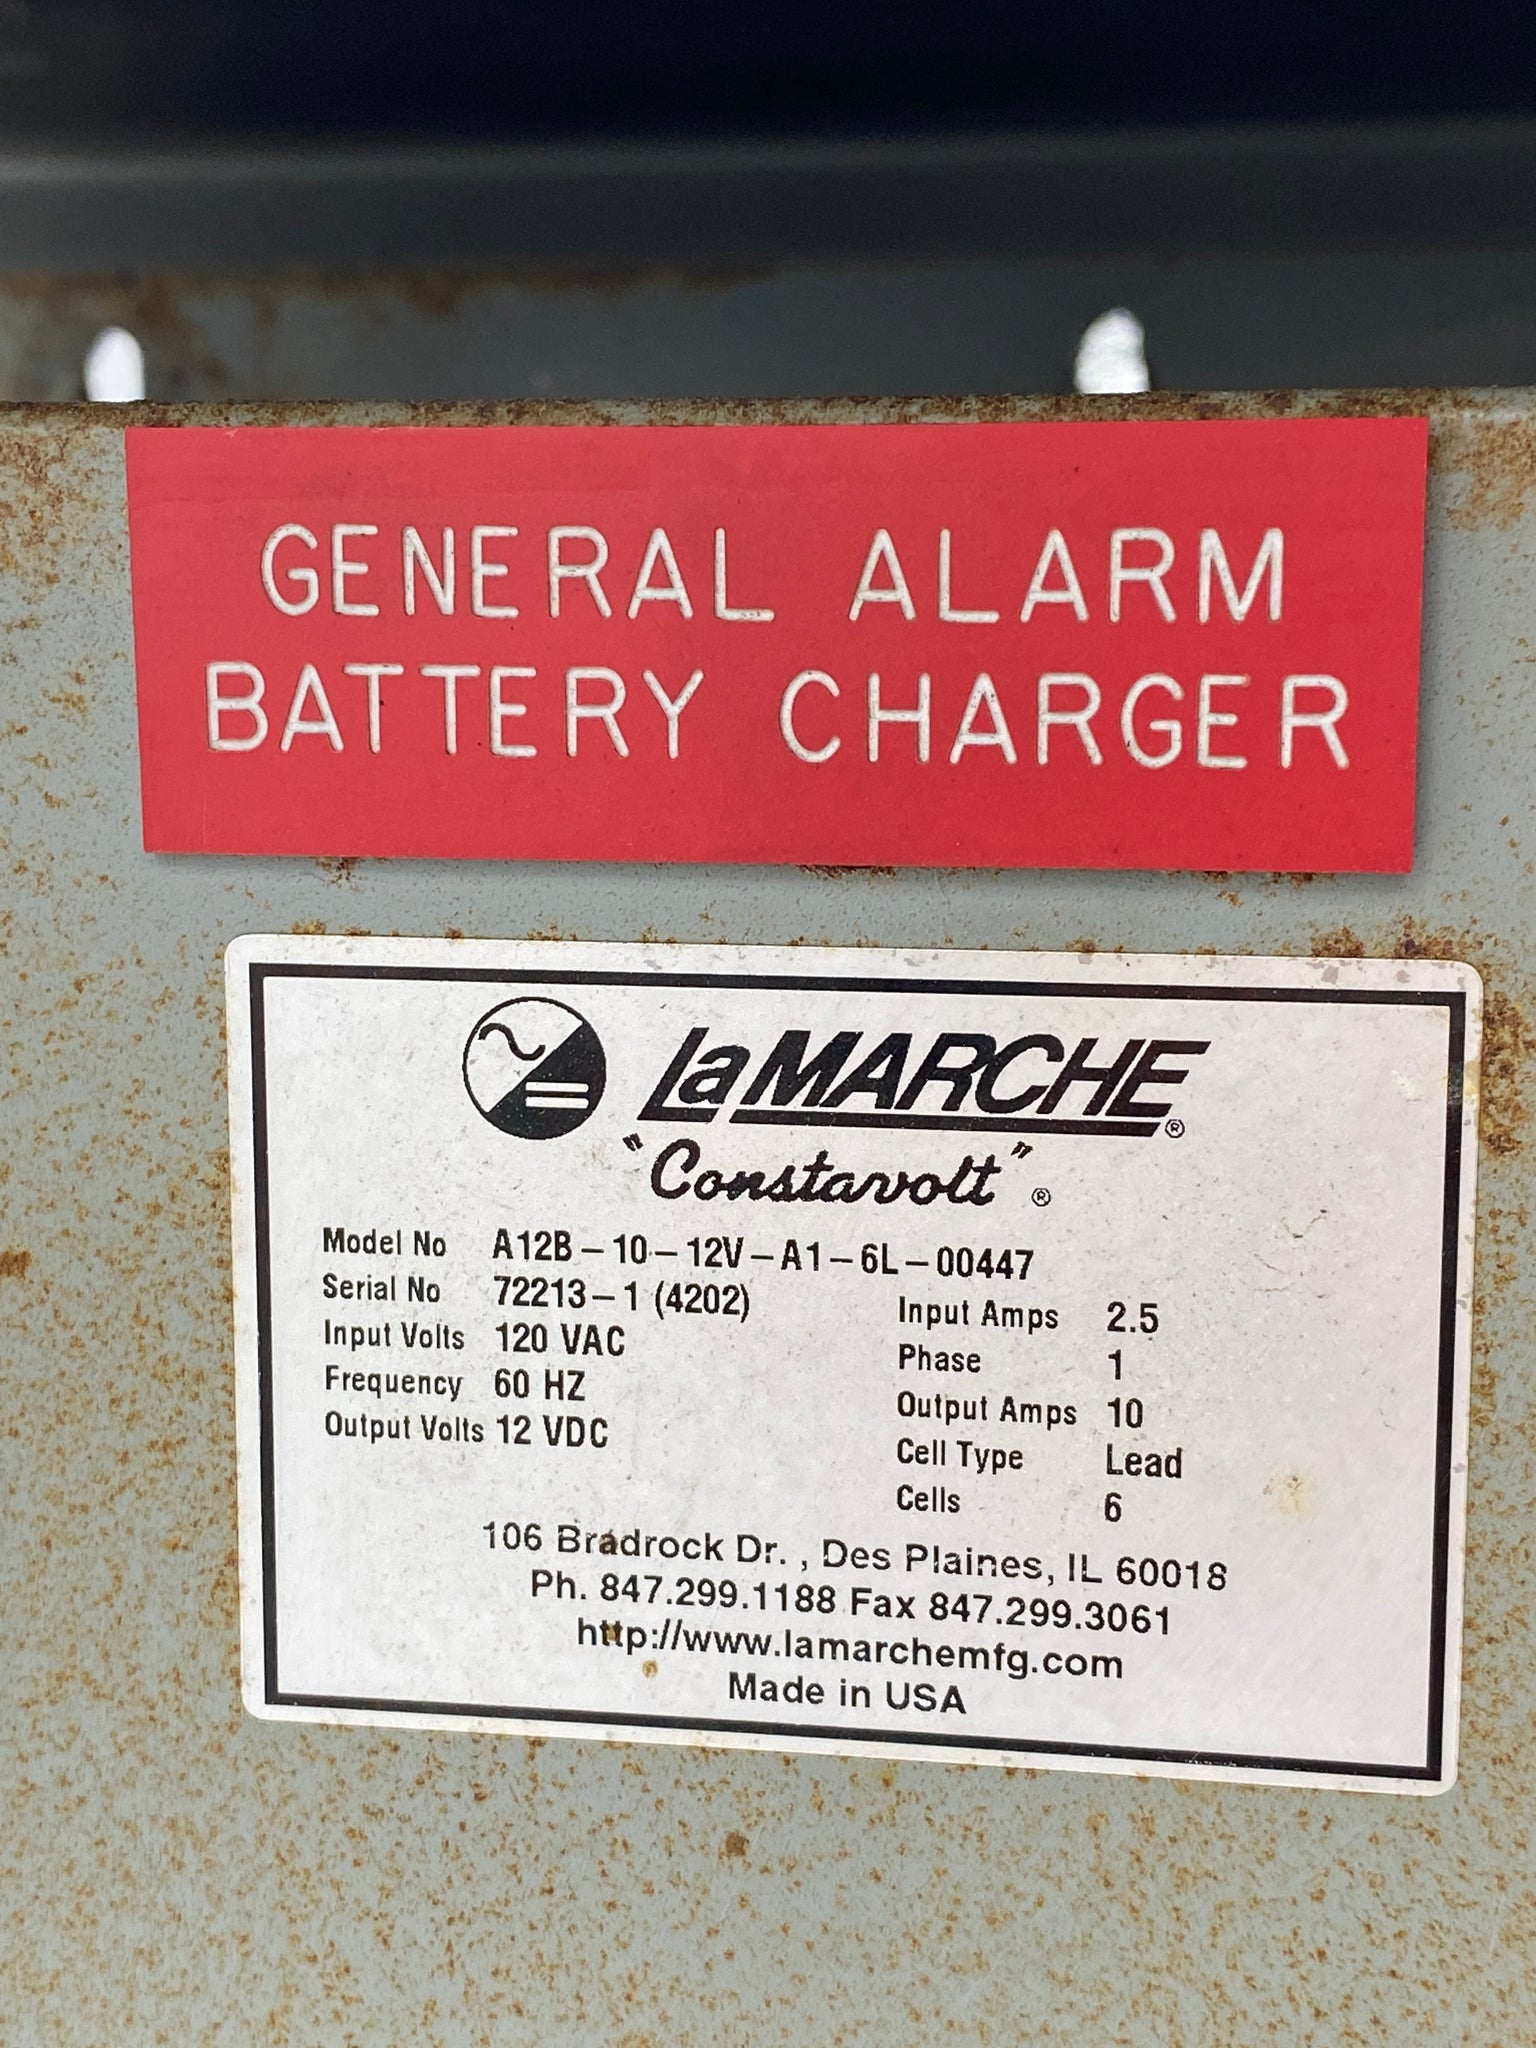 GENERAL ALARM
BATTERY CHARGER
LaMARCHE®
"Constavolt"®
Model No A12B-10-12V-A1-6L-00447
Serial No 72213-1 (4202)
Input Volts 120 VAC
Frequency 60 HZ
Output Volts 12 VDC
Input Amps 2.5
Phase 1
Output Amps 10
Cell Type Lead
Cells 6
106 Bradrock Dr. , Des Plaines, IL 60018
Ph. 847.299.1188 Fax 847.299.3061
http://www.lamarchemfg.com
Made in USA